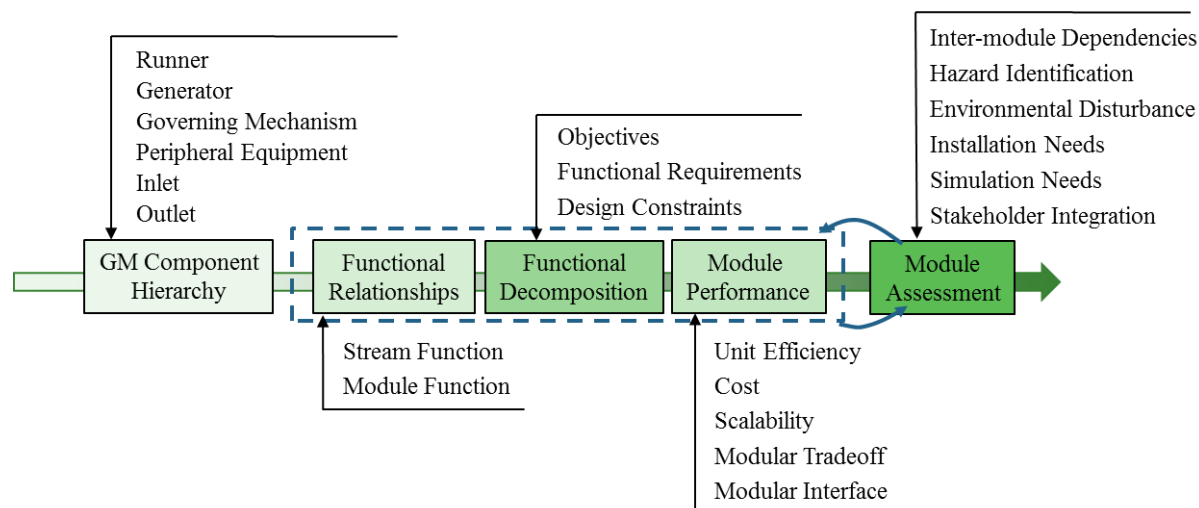 Runner
Generator
Governing Mechanism
Peripheral Equipment
Inlet
Outlet
Objectives
Functional Requirements
Design Constraints
Inter-module Dependencies
Hazard Identification
Environmental Disturbance
Installation Needs
Simulation Needs
Stakeholder Integration
GM Component
Hierarchy
Functional
Relationships
Functional
Decomposition
Module
Performance
Module
Assessment
Stream Function
Module Function
Unit Efficiency
Cost
Scalability
Modular Tradeoff
Modular Interface